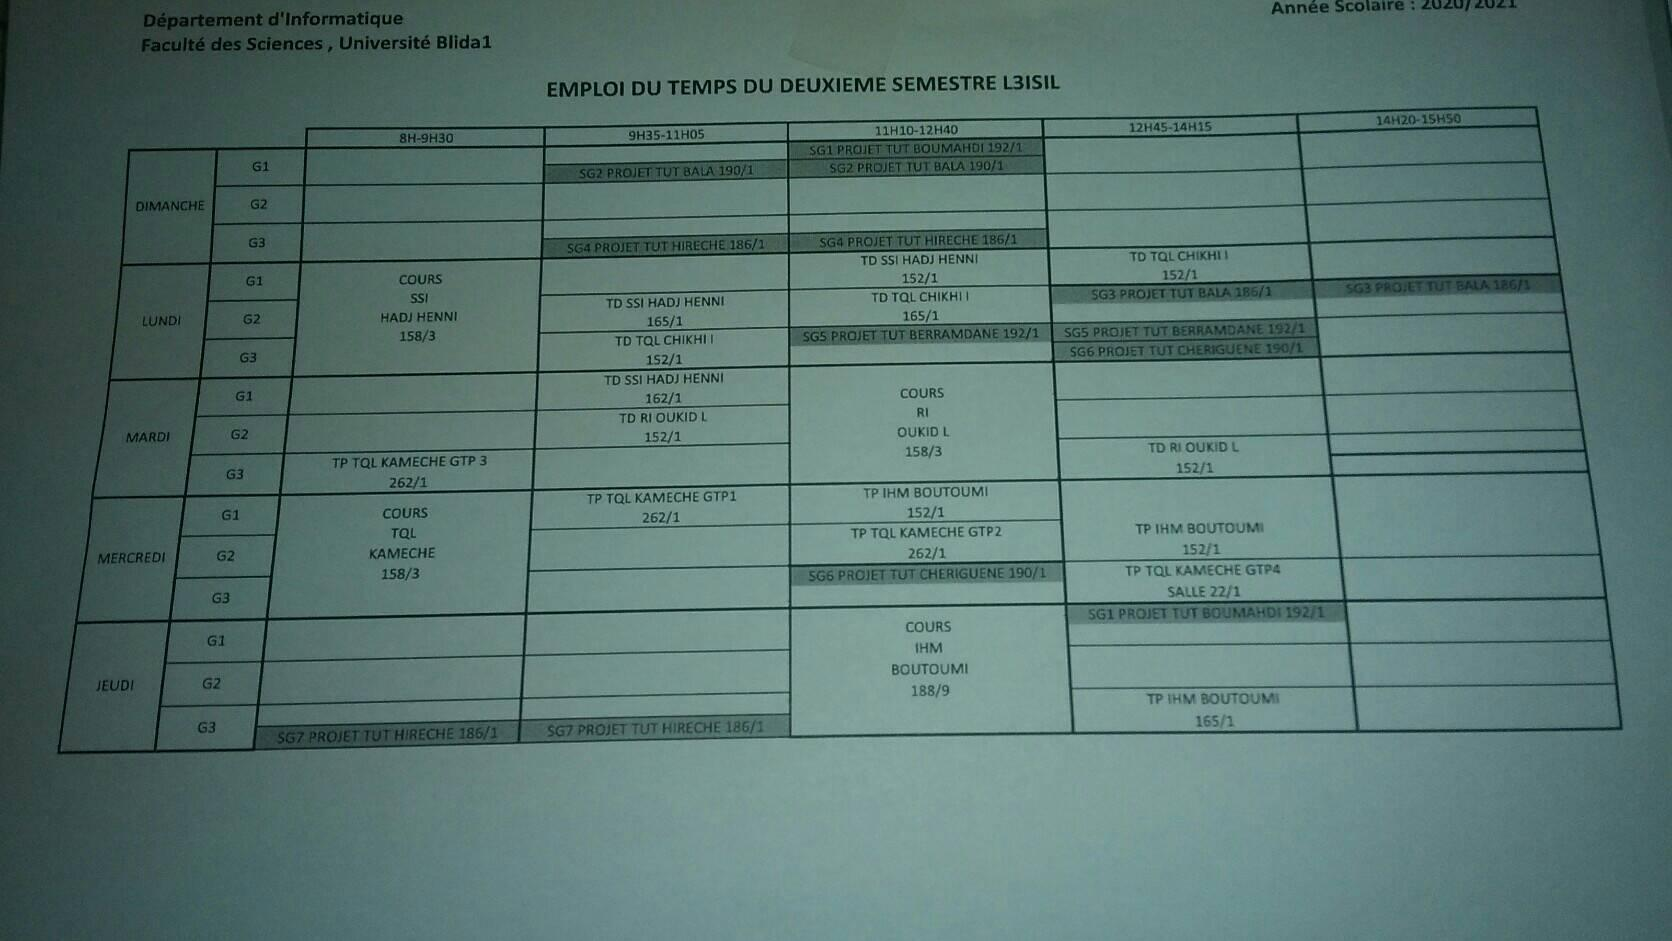 Département d'Informatique
Faculté des Sciences , Université Blida1
Année Scolaire : 2020/2021
EMPLOI DU TEMPS DU DEUXIEME SEMESTRE L3ISIL
8H-9H30 9H35-11H05 11H10-12H40 12H45-14H15 14H20-15H50
DIMANCHE
G1
SG1 PROJET TUT BOUMAHDI 192/1
SG2 PROJET TUT BALA 190/1 SG2 PROJET TUT BALA 190/1
G2
G3
SG4 PROJET TUT HIRECHE 186/1 SG4 PROJET TUT HIRECHE 186/1
LUNDI
COURS
SSI
HADJ HENNI
158/3
G1
TD SSI HADJ HENNI
152/1
TD TQL CHIKHI I
152/1
G2
TD SSI HADJ HENNI
165/1
TD TQL CHIKHI I
165/1
SG3 PROJET TUT BALA 186/1 SG3 PROJET TUT BALA 186/1
G3
TD TQL CHIKHI I
152/1
SG5 PROJET TUT BERRAMDANE 192/1 SG5 PROJET TUT BERRAMDANE 192/1
SG6 PROJET TUT CHERIGUENE 190/1
MARDI
G1
TD SSI HADJ HENNI
162/1
COURS
RI
OUKID L
158/3
G2
TD RI OUKID L
152/1
G3
TP TQL KAMECHE GTP 3
262/1
TD RI OUKID L
152/1
MERCREDI
COURS
TQL
KAMECHE
158/3
G1
TP TQL KAMECHE GTP1
262/1
TP IHM BOUTOUMI
152/1
G2
TP TQL KAMECHE GTP2
262/1
TP IHM BOUTOUMI
152/1
G3
SG6 PROJET TUT CHERIGUENE 190/1
TP TQL KAMECHE GTP4
SALLE 22/1
JEUDI
G1
COURS
IHM
BOUTOUMI
188/9
SG1 PROJET TUT BOUMAHDI 192/1
G2
G3
SG7 PROJET TUT HIRECHE 186/1 SG7 PROJET TUT HIRECHE 186/1
TP IHM BOUTOUMI
165/1